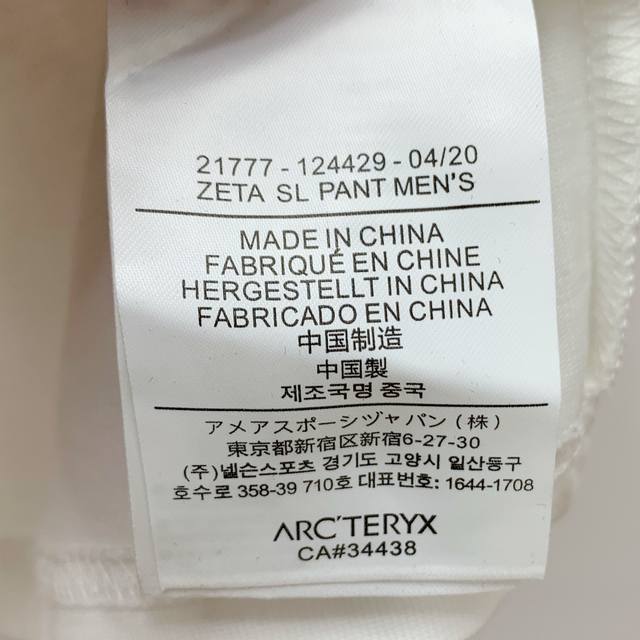 21777 - 124429 - 04/20
ZETA SL PANT MEN'S
MADE IN CHINA
FABRIQUÉ EN CHINE
HERGESTELLT IN CHINA
FABRICADO EN CHINA
中国制造
中国製
제조국명 중국
アメアスポーシヅャバン (株)
東京都新宿区新宿6-27-30
(주)넬슨스포츠 경기도 고양시 일산동구
호수로 358-39 710호 대표번호: 1644-1708
ARC'TERYX
CA#34438